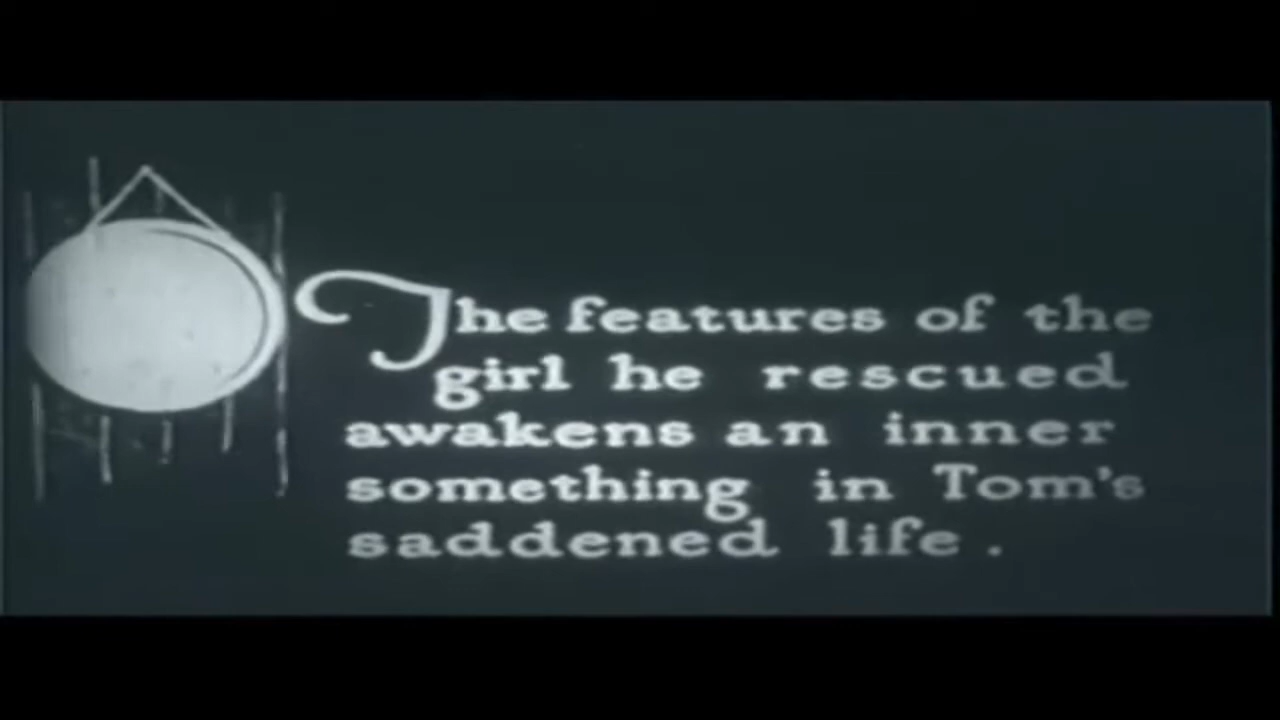 The features of the
girl he rescued
awakens an inner
something in Tom's
saddened life.